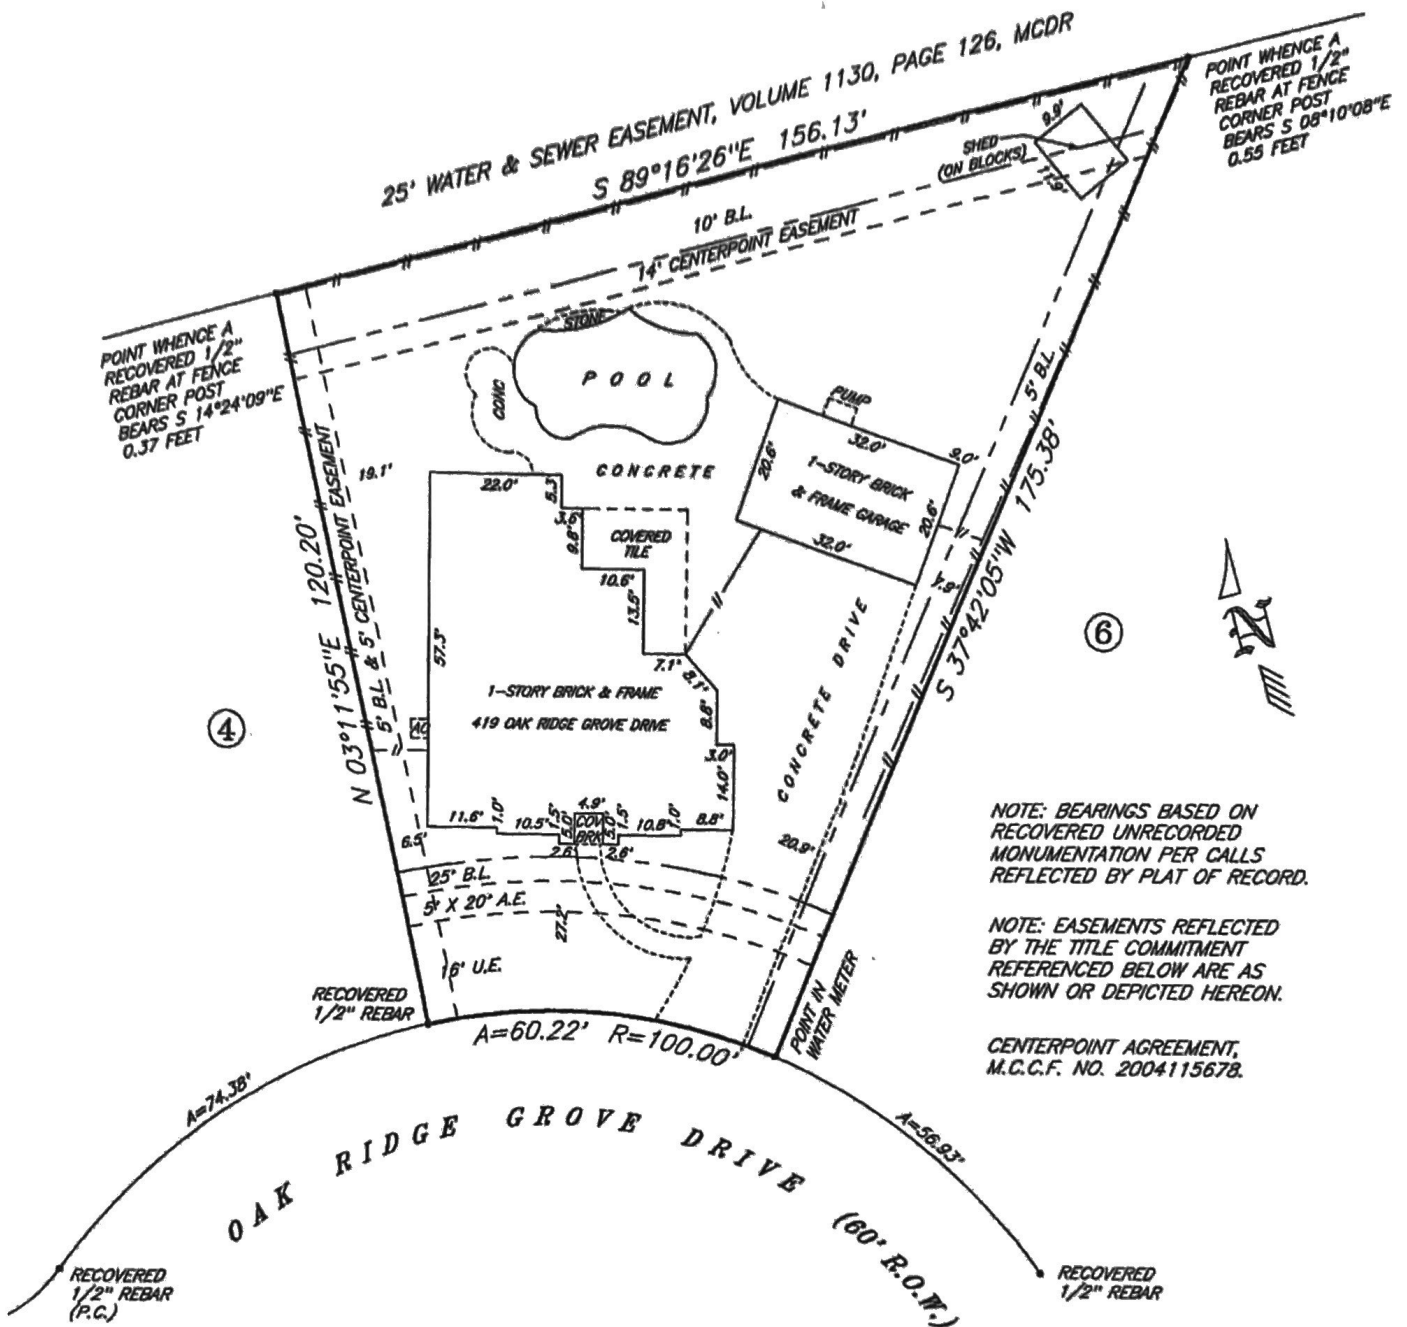 25' WATER & SEWER EASEMENT, VOLUME 1130, PAGE 126, MCDR
S 89°16'26"E 156.13'
POINT WHENCE A
RECOVERED 1/2"
REBAR AT FENCE
CORNER POST
BEARS S 08°10'08"E
0.55 FEET
9.9'
SHED
(ON BLOCKS)
11.9'
10' B.L.
14' CENTERPOINT EASEMENT
POINT WHENCE A
RECOVERED 1/2"
REBAR AT FENCE
CORNER POST
BEARS S 14°24'09"E
0.37 FEET
STONE
POOL
CONC
PUMP
32.0'
9.0'
20.6'
1-STORY BRICK
& FRAME GARAGE
20.6'
32.0'
7.9'
5' B.L.
S 37°42'05"W 175.38'
CONCRETE
19.1'
22.0'
5.3'
3.6'
9.8'
COVERED
TILE
10.6'
13.5'
7.1'
8.1'
8.8'
3.0'
14.0'
57.3'
N 03°11'55"E 120.20'
5' B.L. & 5' CENTERPOINT EASEMENT
1-STORY BRICK & FRAME
419 OAK RIDGE GROVE DRIVE
CONCRETE DRIVE
AC
4
6
N
11.6'
1.0'
10.5'
1.5'
5.0'
4.9'
COV
BRK
5.0'
1.5'
10.8'
1.0'
8.8'
2.6'
2.6'
6.5'
20.9'
25' B.L.
5' X 20' A.E.
27.2'
16' U.E.
RECOVERED
1/2" REBAR
A=60.22' R=100.00'
POINT IN
WATER METER
NOTE: BEARINGS BASED ON
RECOVERED UNRECORDED
MONUMENTATION PER CALLS
REFLECTED BY PLAT OF RECORD.
NOTE: EASEMENTS REFLECTED
BY THE TITLE COMMITMENT
REFERENCED BELOW ARE AS
SHOWN OR DEPICTED HEREON.
CENTERPOINT AGREEMENT,
M.C.C.F. NO. 2004115678.
A=74.38'
A=56.93'
OAK RIDGE GROVE DRIVE (60' R.O.W.)
RECOVERED
1/2" REBAR
(P.C.)
RECOVERED
1/2" REBAR